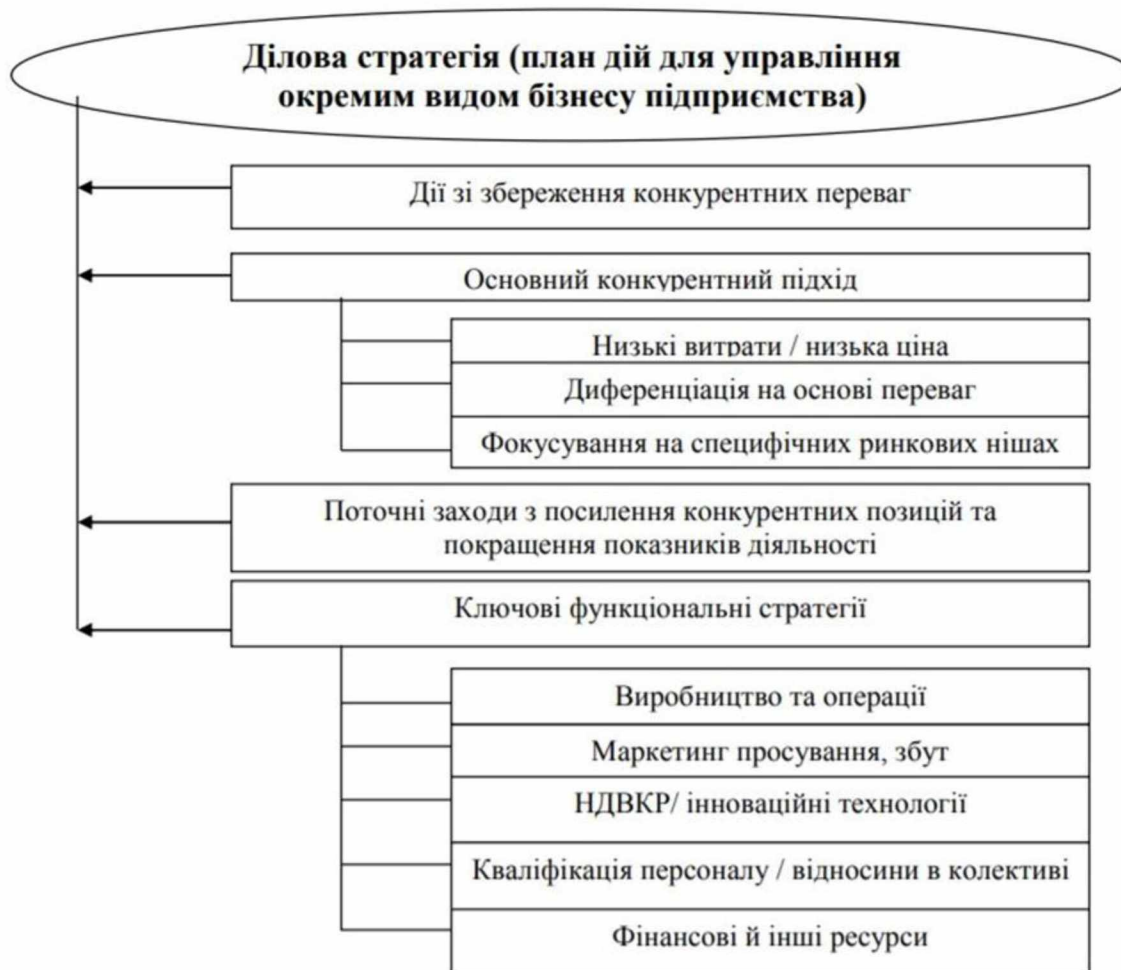 Ділова стратегія (план дій для управління
окремим видом бізнесу підприємства)
Дії зі збереження конкурентних переваг
Основний конкурентний підхід
Низькі витрати / низька ціна
Диференціація на основі переваг
Фокусування на специфічних ринкових нішах
Поточні заходи з посилення конкурентних позицій та
покращення показників діяльності
Ключові функціональні стратегії
Виробництво та операції
Маркетинг просування, збут
НДВКР/ інноваційні технології
Кваліфікація персоналу / відносини в колективі
Фінансові й інші ресурси